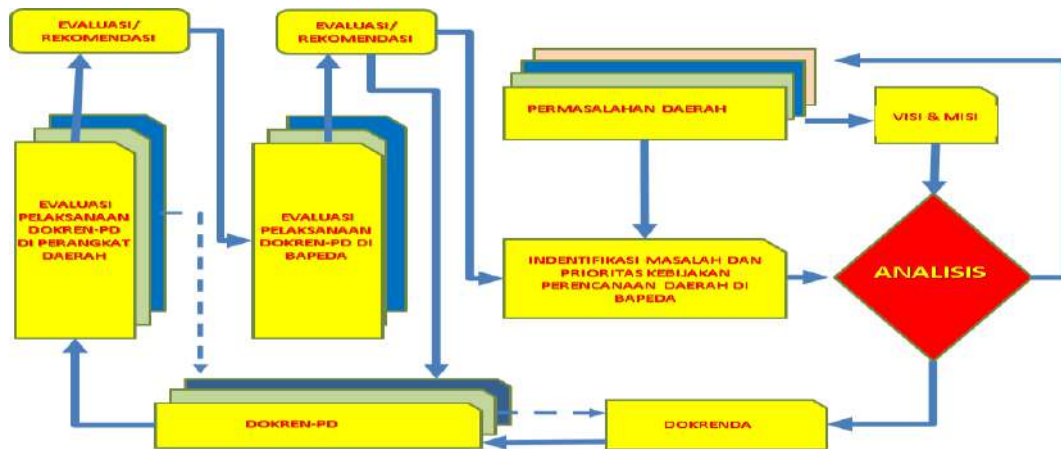 EVALUASI/
REKOMENDASI
EVALUASI/
REKOMENDASI
PERMASALAHAN DAERAH
VISI & MISI
EVALUASI
PELAKSANAAN
DOKREN-PD
DI PERANGKAT
DAERAH
EVALUASI
PELAKSANAAN
DOKREN-PD DI
BAPEDA
INDENTIFIKASI MASALAH DAN
PRIORITAS KEBIJAKAN
PERENCANAAN DAERAH DI
BAPEDA
ANALISIS
DOKREN-PD
DOKRENDA